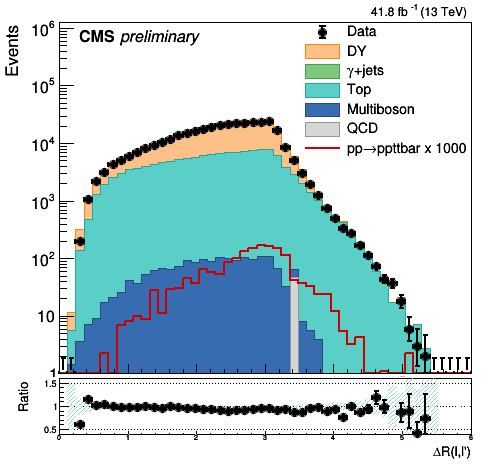 41.8 fb⁻¹ (13 TeV)
CMS preliminary
Events
10⁶
10⁵
10⁴
10³
10²
10
1
Data
DY
γ+jets
Top
Multiboson
QCD
pp→ppttbar x 1000
Ratio
1.5
1
0.5
0 1 2 3 4 5 6
ΔR(l,l')